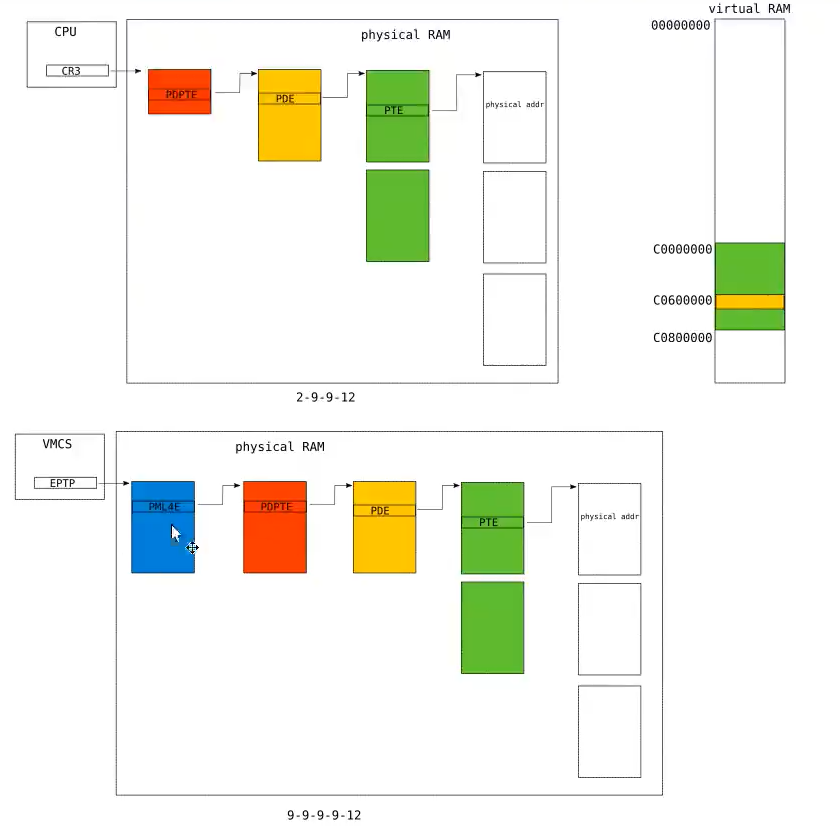 virtual RAM
00000000
CPU
physical RAM
CR3
PDPTE
PDE
PTE
physical addr
C0000000
C0600000
C0800000
2-9-9-12
VMCS
physical RAM
EPTP
PML4E
PDPTE
PDE
PTE
physical addr
9-9-9-9-12